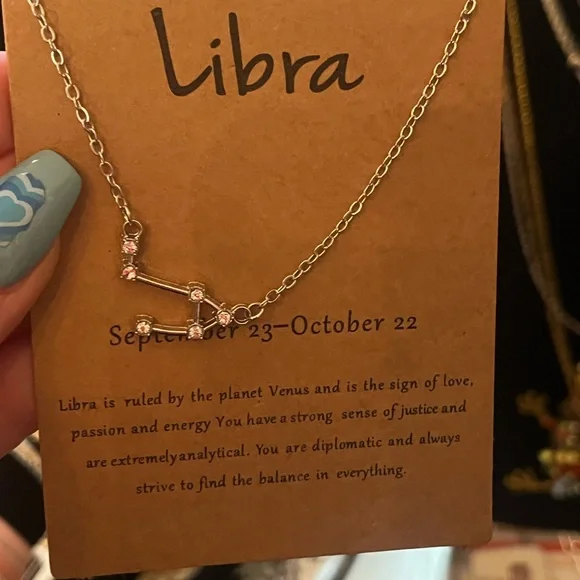 Libra
September 23–October 22
Libra is ruled by the planet Venus and is the sign of love,
passion and energy You have a strong sense of justice and
are extremely analytical. You are diplomatic and always
strive to find the balance in everything.